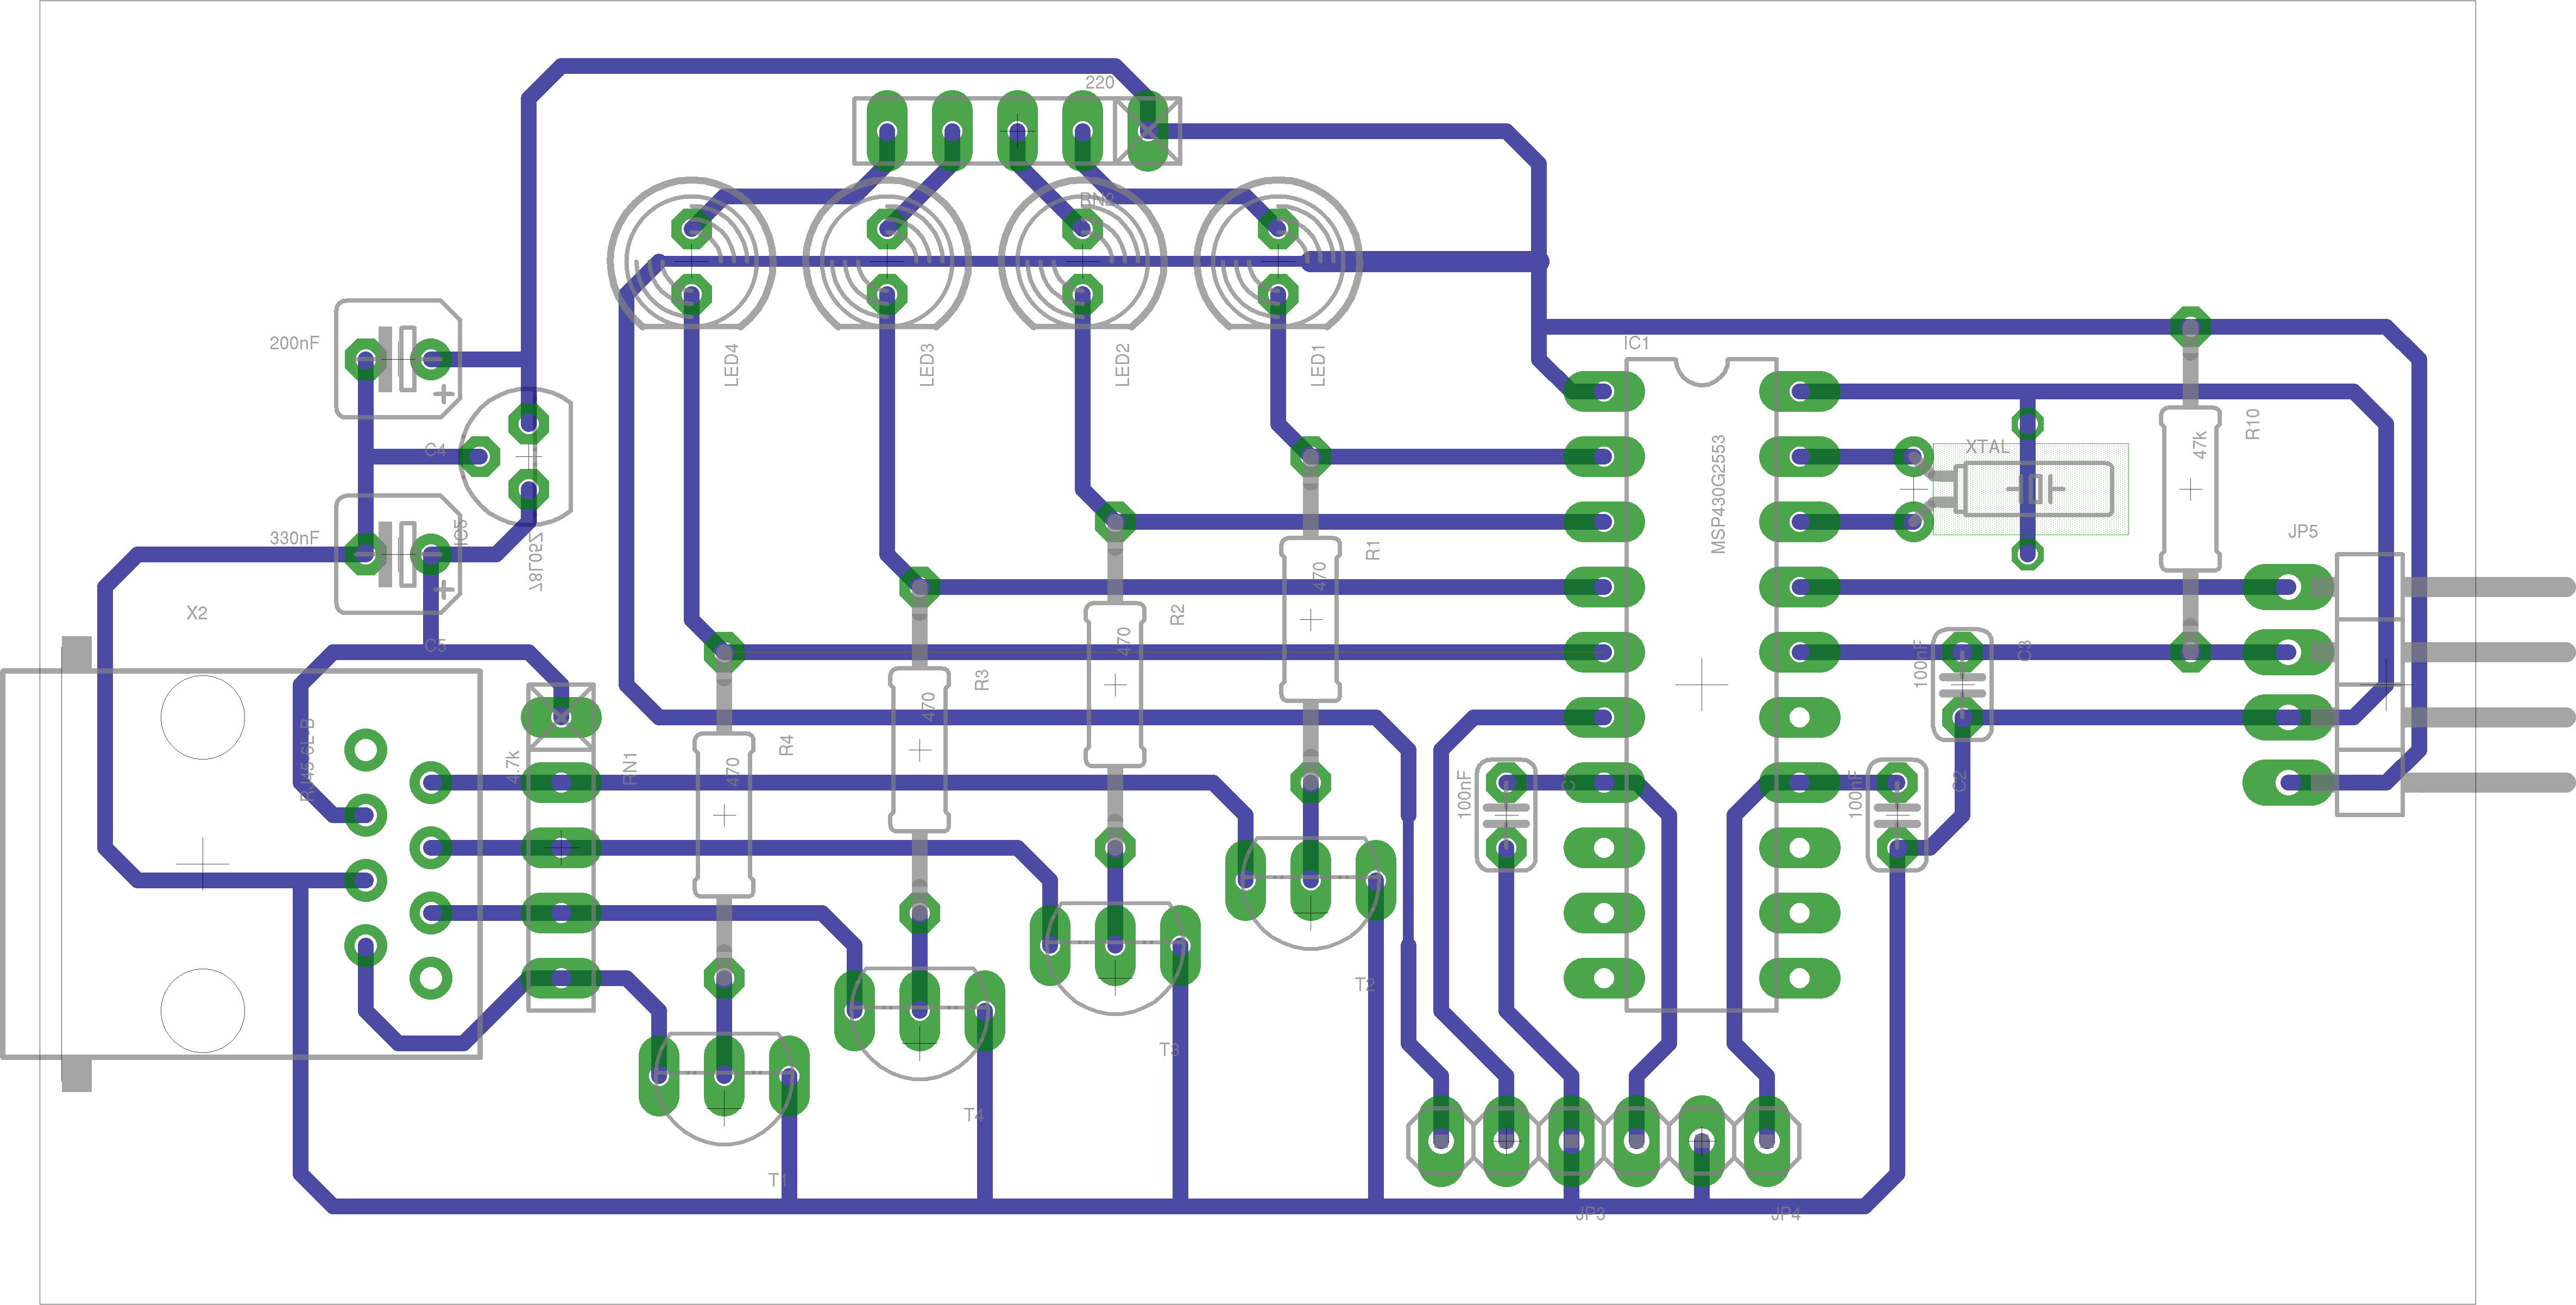 220
RN2
200nF
C4
IC5
78L05Z
330nF
C5
X2
RJ45-6L-B
4.7k
RN1
LED4
LED3
LED2
LED1
IC1
MSP430G2553
XTAL
47k
R10
JP5
470
R1
470
R2
470
R3
470
R4
100nF
C3
100nF
C1
100nF
C2
T2
T3
T4
T1
JP3
JP4
+
+